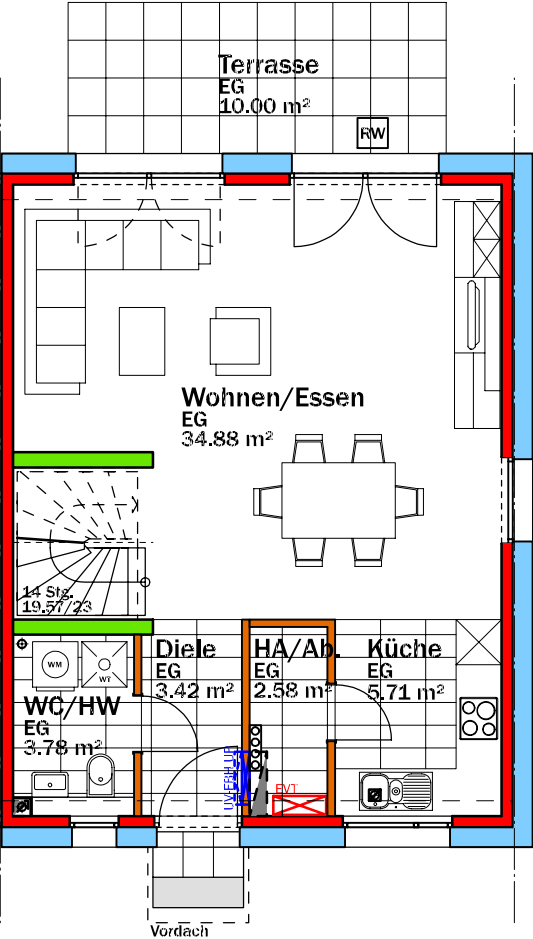 Terrasse
EG
10.00 m²
RW
Wohnen/Essen
EG
34.88 m²
14 Stg.
19.57/23
Diele
EG
3.42 m²
HA/Ab.
EG
2.58 m²
Küche
EG
5.71 m²
WM
WT
WC/HW
EG
3.78 m²
EVT
Vordach